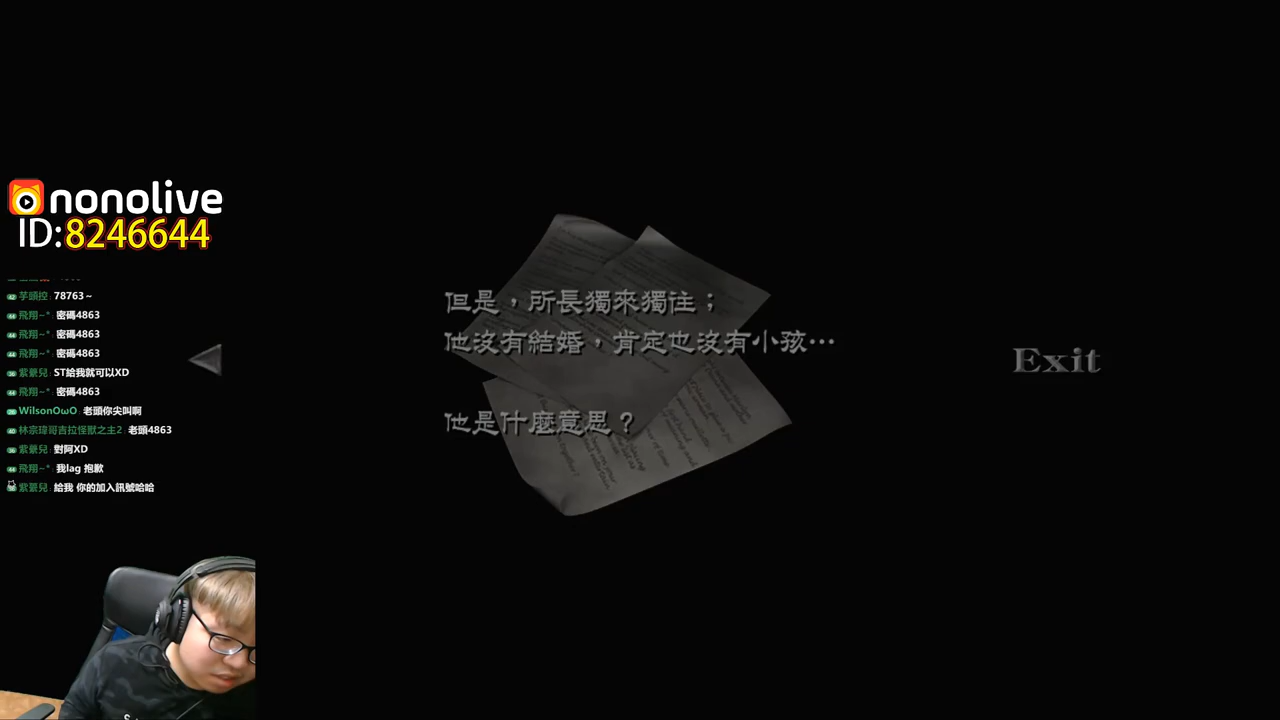 nonolive
ID:8246644
芋頭控: 78763~
飛翔~*: 密碼4863
飛翔~*: 密碼4863
飛翔~*: 密碼4863
紫縈兒: ST給我就可以XD
飛翔~*: 密碼4863
WilsonOωO: 老頭你尖叫啊
林宗瑋哥吉拉怪獸之主2: 老頭4863
紫縈兒: 對阿XD
飛翔~*: 我lag 抱歉
紫縈兒: 給我 你的加入訊號哈哈
但是，所長獨來獨往；
他沒有結婚，肯定也沒有小孩…
他是什麼意思？
Exit